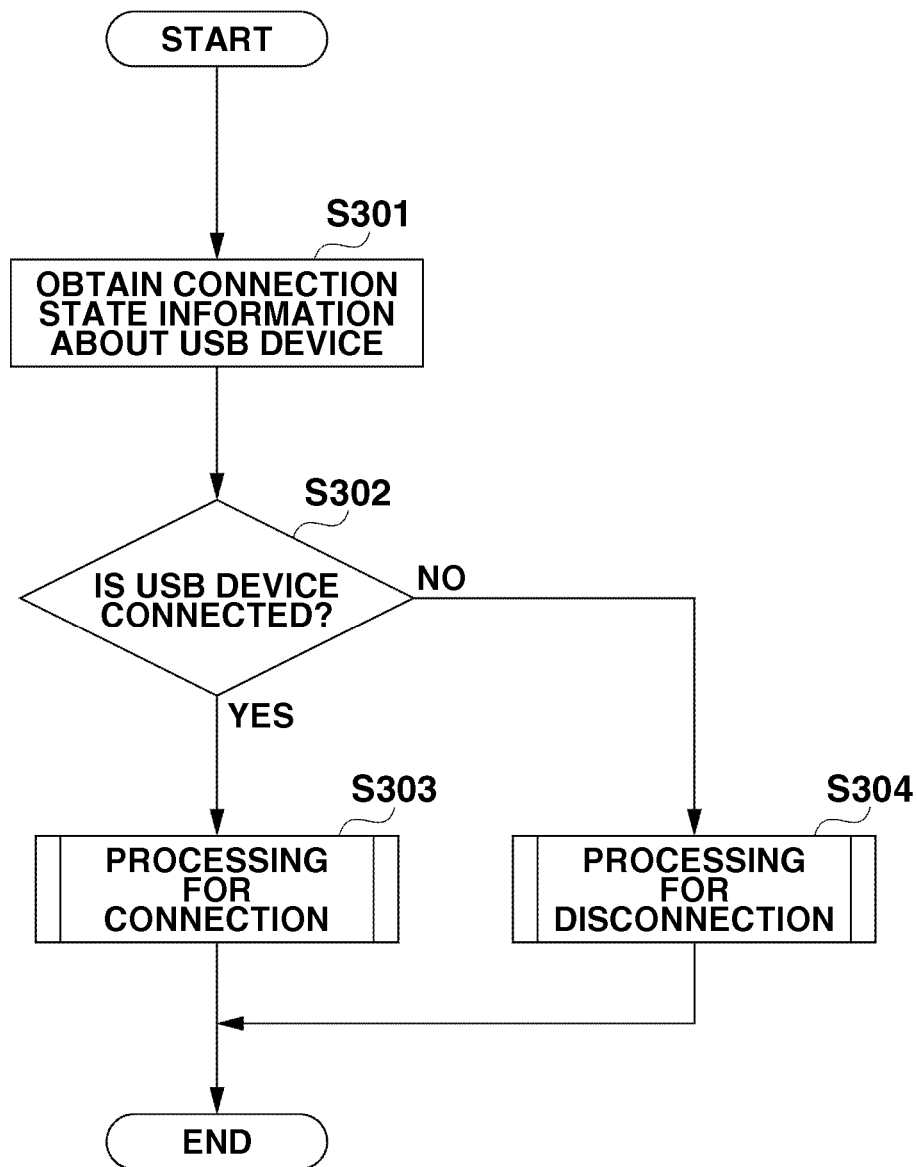 START
S301
OBTAIN CONNECTION
STATE INFORMATION
ABOUT USB DEVICE
S302
IS USB DEVICE
CONNECTED?
NO
YES
S303
PROCESSING
FOR
CONNECTION
S304
PROCESSING
FOR
DISCONNECTION
END